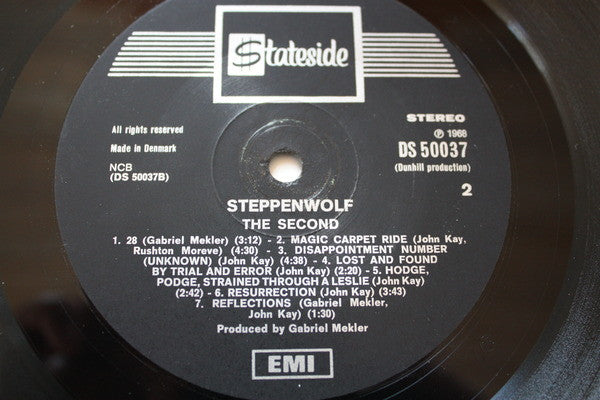 $tateside
STEREO
All rights reserved
Ⓟ 1968
Made in Denmark
DS 50037
NCB
(Dunhill production)
(DS 50037B)
2
STEPPENWOLF
THE SECOND
1. 28 (Gabriel Mekler) (3:12) - 2. MAGIC CARPET RIDE (John Kay,
Rushton Moreve) (4:30) - 3. DISAPPOINTMENT NUMBER
(UNKNOWN) (John Kay) (4:38) - 4. LOST AND FOUND
BY TRIAL AND ERROR (John Kay) (2:20) - 5. HODGE,
PODGE, STRAINED THROUGH A LESLIE (John Kay)
(2:42) - 6. RESURRECTION (John Kay) (3:43)
7. REFLECTIONS (Gabriel Mekler,
John Kay) (1:30)
Produced by Gabriel Mekler
EMI